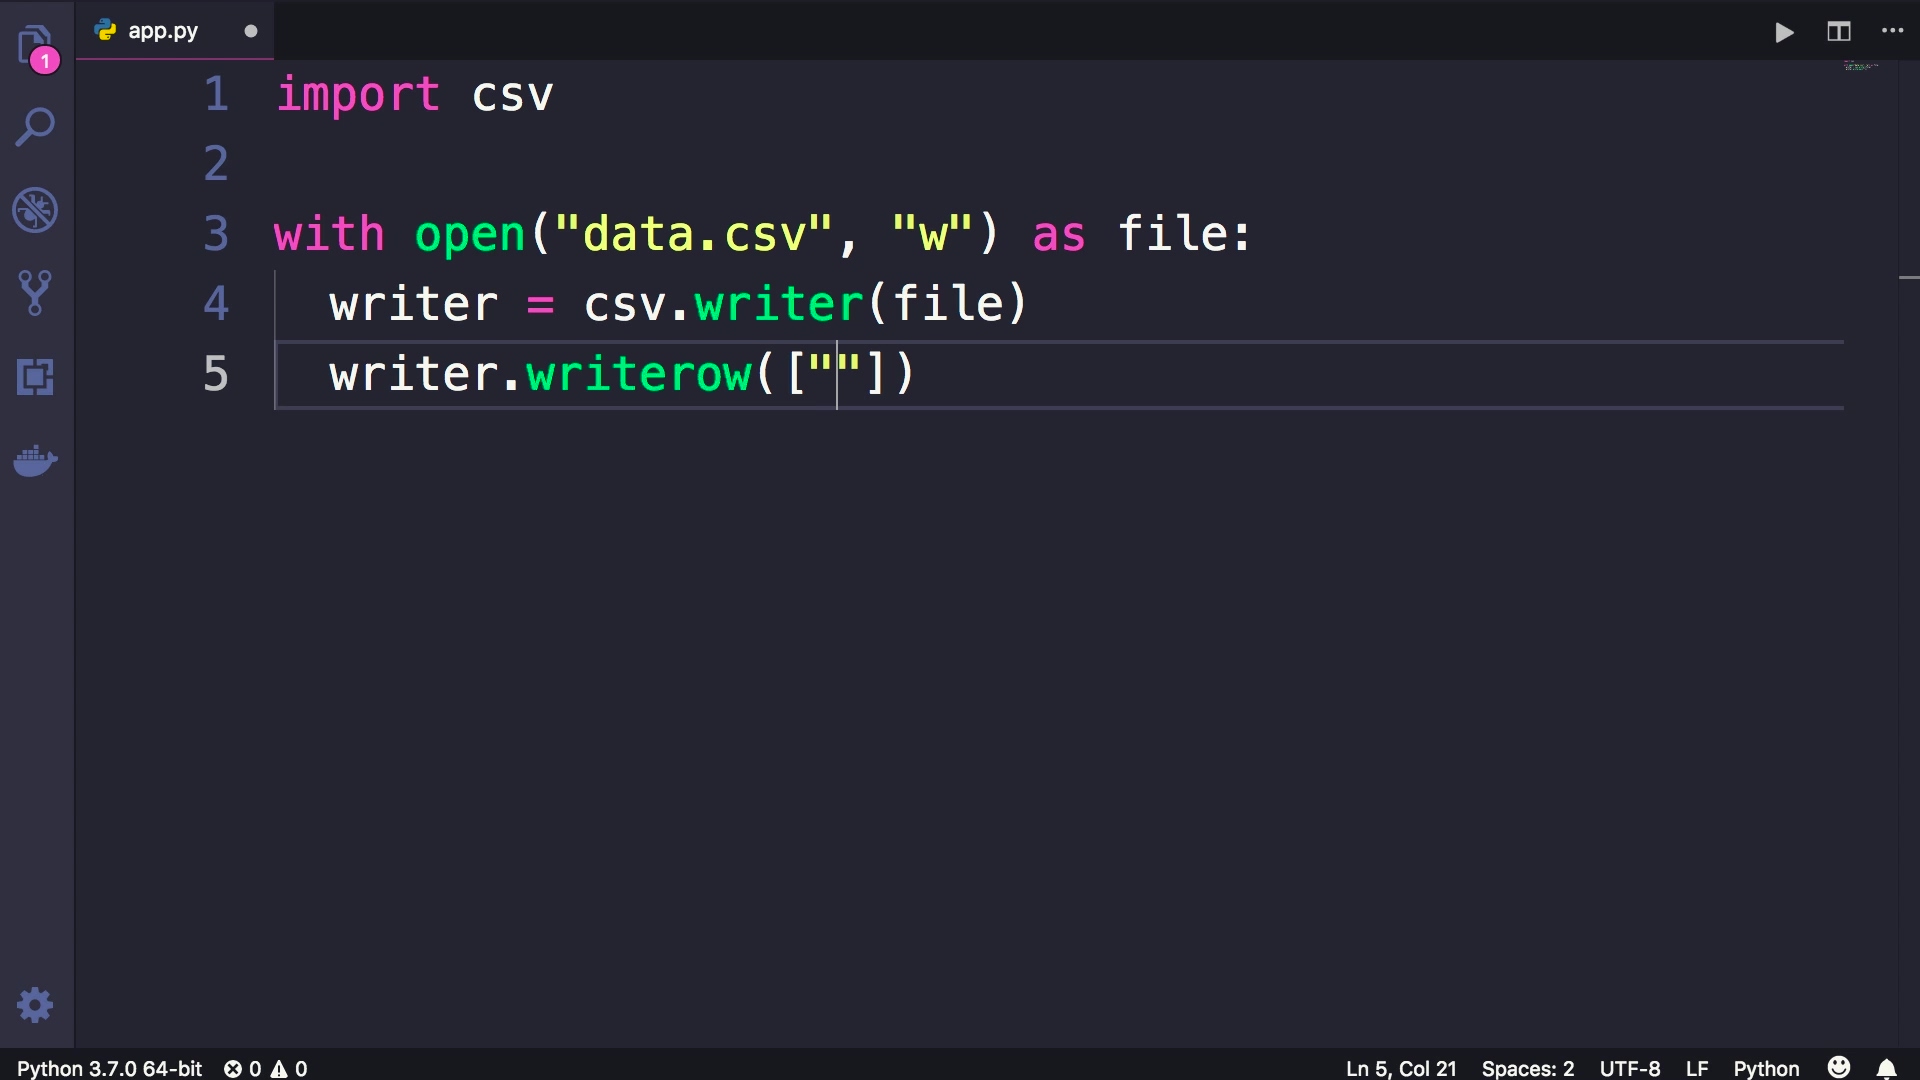 app.py
1
1 import csv
2
3 with open("data.csv", "w") as file:
4 writer = csv.writer(file)
5 writer.writerow([""])
Python 3.7.0 64-bit 0 0 Ln 5, Col 21 Spaces: 2 UTF-8 LF Python